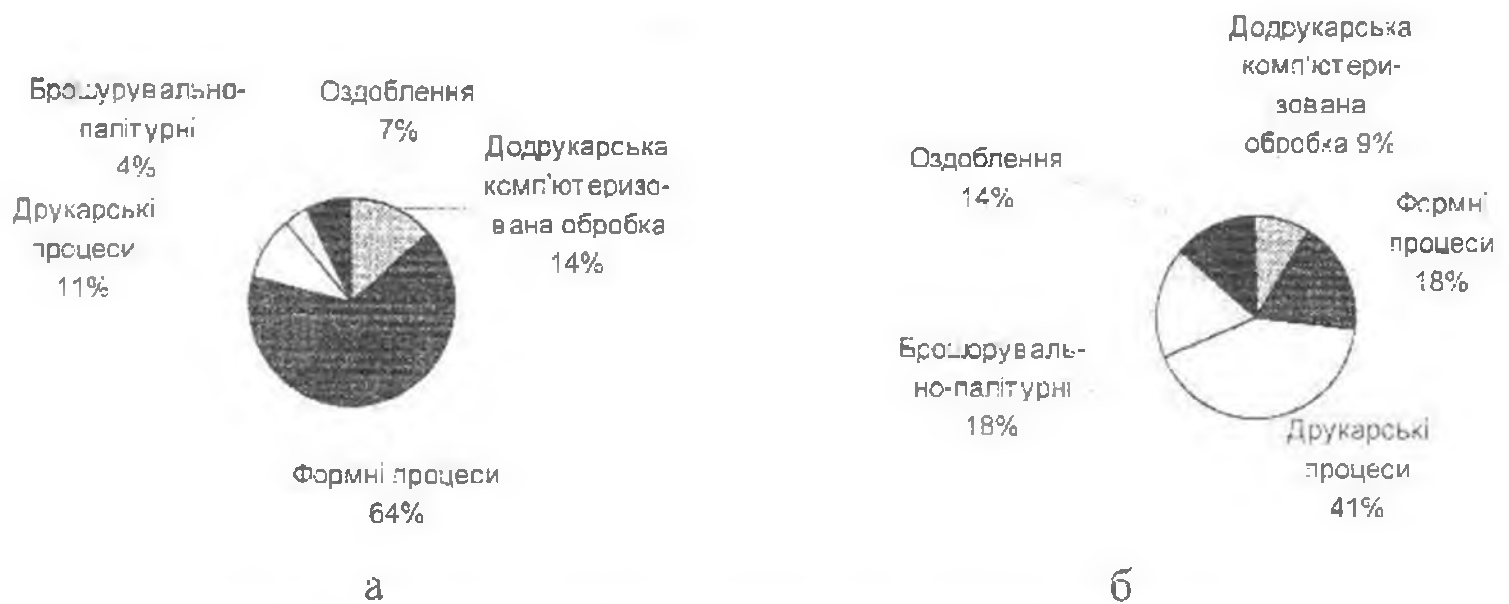 Брошурувально-
палітурні
4%
Оздоблення
7%
Додрукарська
комп'ютеризо-
вана обробка
14%
Друкарські
процеси
11%
Формні процеси
64%
а
Додрукарська
комп'ютери-
зована
обробка 9%
Оздоблення
14%
Формні
процеси
18%
Брошуруваль-
но-палітурні
18%
Друкарські
процеси
41%
б